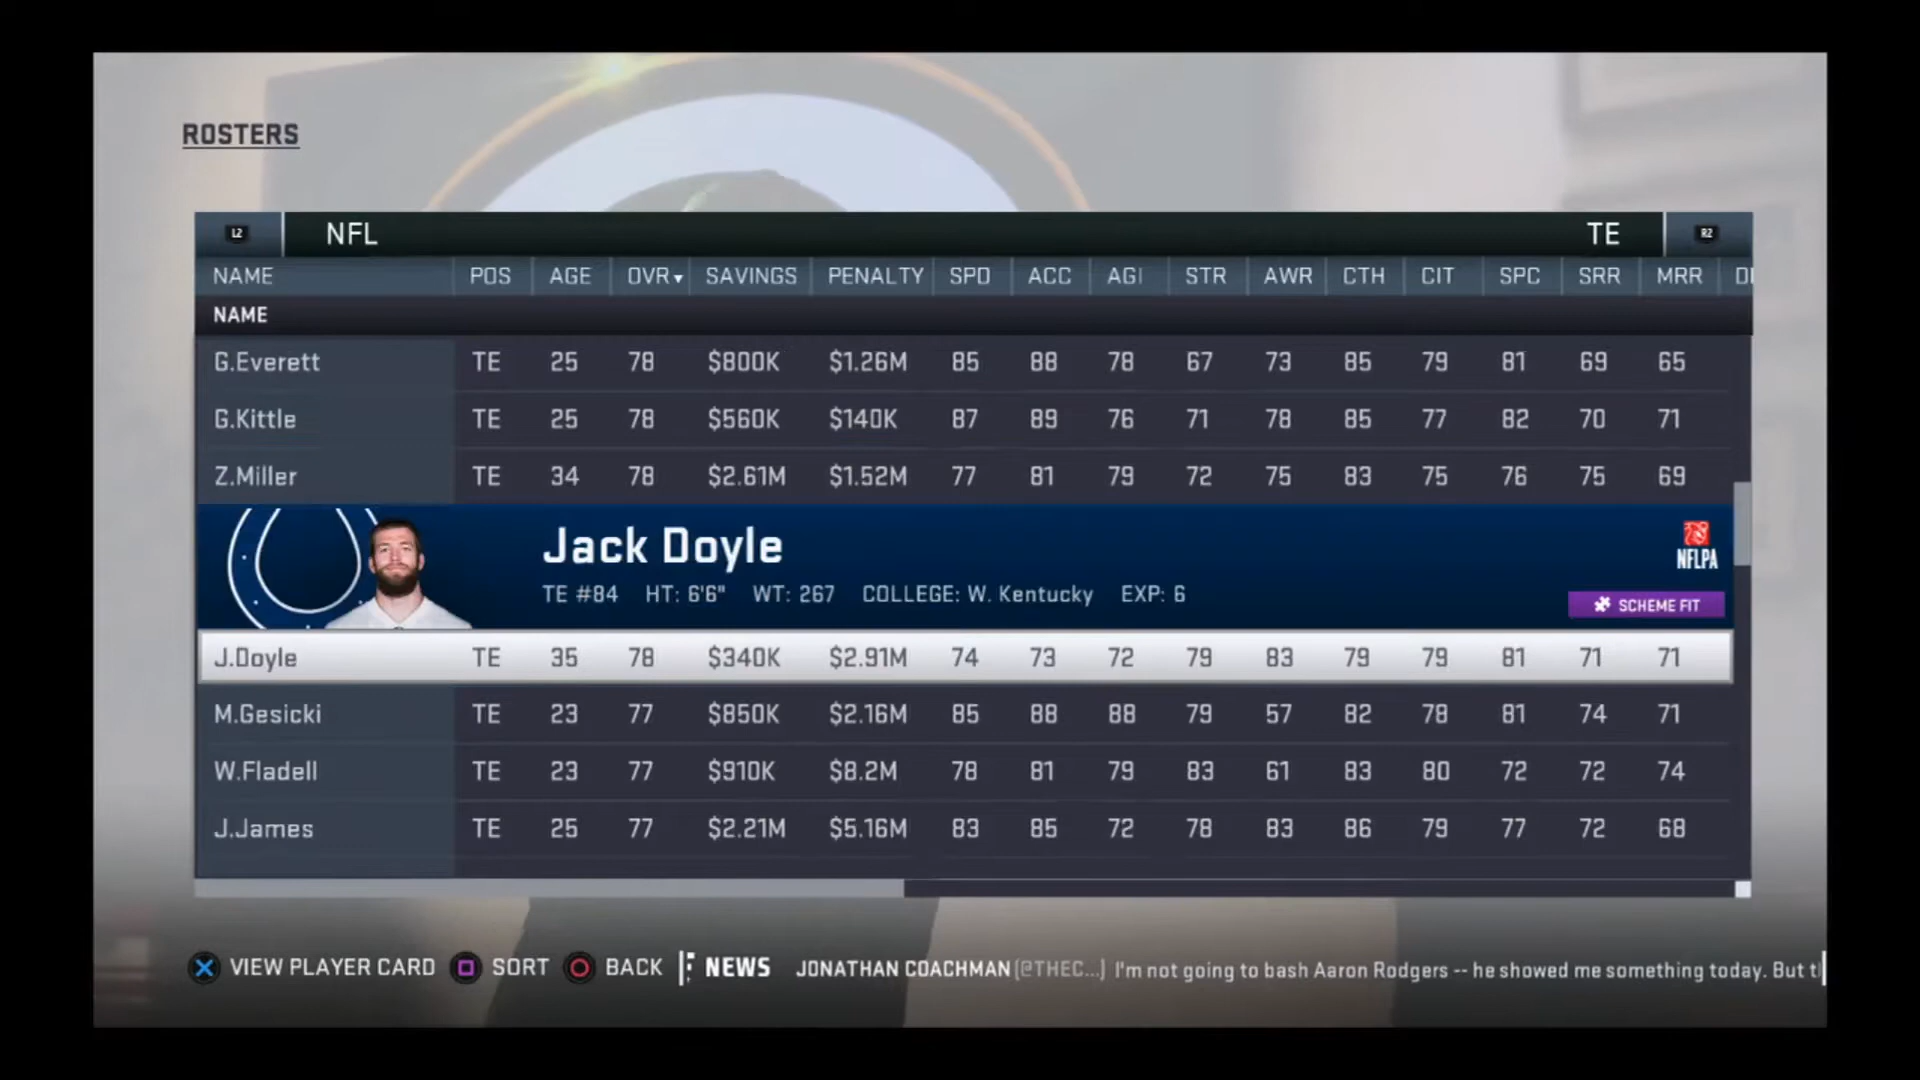 ROSTERS
L2 NFL TE R2
NAME POS AGE OVR SAVINGS PENALTY SPD ACC AGI STR AWR CTH CIT SPC SRR MRR
NAME
G.Everett TE 25 78 $800K $1.26M 85 88 78 67 73 85 79 81 69 65
G.Kittle TE 25 78 $560K $140K 87 89 76 71 78 85 77 82 70 71
Z.Miller TE 34 78 $2.61M $1.52M 77 81 79 72 75 83 75 76 75 69
Jack Doyle
NFLPA
TE #84 HT: 6'6" WT: 267 COLLEGE: W. Kentucky EXP: 6
SCHEME FIT
J.Doyle TE 35 78 $340K $2.91M 74 73 72 79 83 79 79 81 71 71
M.Gesicki TE 23 77 $850K $2.16M 85 88 88 79 57 82 78 81 74 71
W.Fladell TE 23 77 $910K $8.2M 78 81 79 83 61 83 80 72 72 74
J.James TE 25 77 $2.21M $5.16M 83 85 72 78 83 86 79 77 72 68
VIEW PLAYER CARD SORT BACK NEWS JONATHAN COACHMAN (@THEC...) I'm not going to bash Aaron Rodgers -- he showed me something today. But